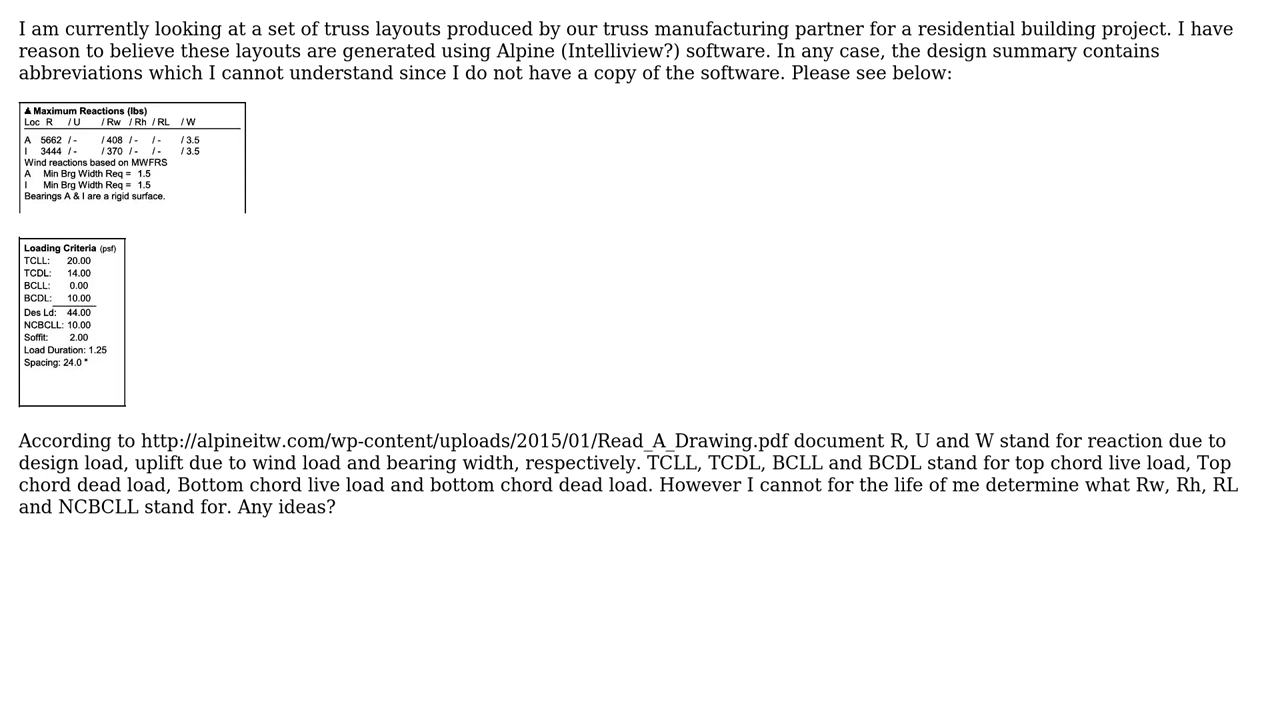 I am currently looking at a set of truss layouts produced by our truss manufacturing partner for a residential building project. I have
reason to believe these layouts are generated using Alpine (Intelliview?) software. In any case, the design summary contains
abbreviations which I cannot understand since I do not have a copy of the software. Please see below:
▲ Maximum Reactions (lbs)
Loc R / U / Rw / Rh / RL / W
A 5662 / - / 408 / - / - / 3.5
I 3444 / - / 370 / - / - / 3.5
Wind reactions based on MWFRS
A Min Brg Width Req = 1.5
I Min Brg Width Req = 1.5
Bearings A & I are a rigid surface.
Loading Criteria (psf)
TCLL: 20.00
TCDL: 14.00
BCLL: 0.00
BCDL: 10.00
Des Ld: 44.00
NCBCLL: 10.00
Soffit: 2.00
Load Duration: 1.25
Spacing: 24.0 "
According to http://alpineitw.com/wp-content/uploads/2015/01/Read_A_Drawing.pdf document R, U and W stand for reaction due to
design load, uplift due to wind load and bearing width, respectively. TCLL, TCDL, BCLL and BCDL stand for top chord live load, Top
chord dead load, Bottom chord live load and bottom chord dead load. However I cannot for the life of me determine what Rw, Rh, RL
and NCBCLL stand for. Any ideas?